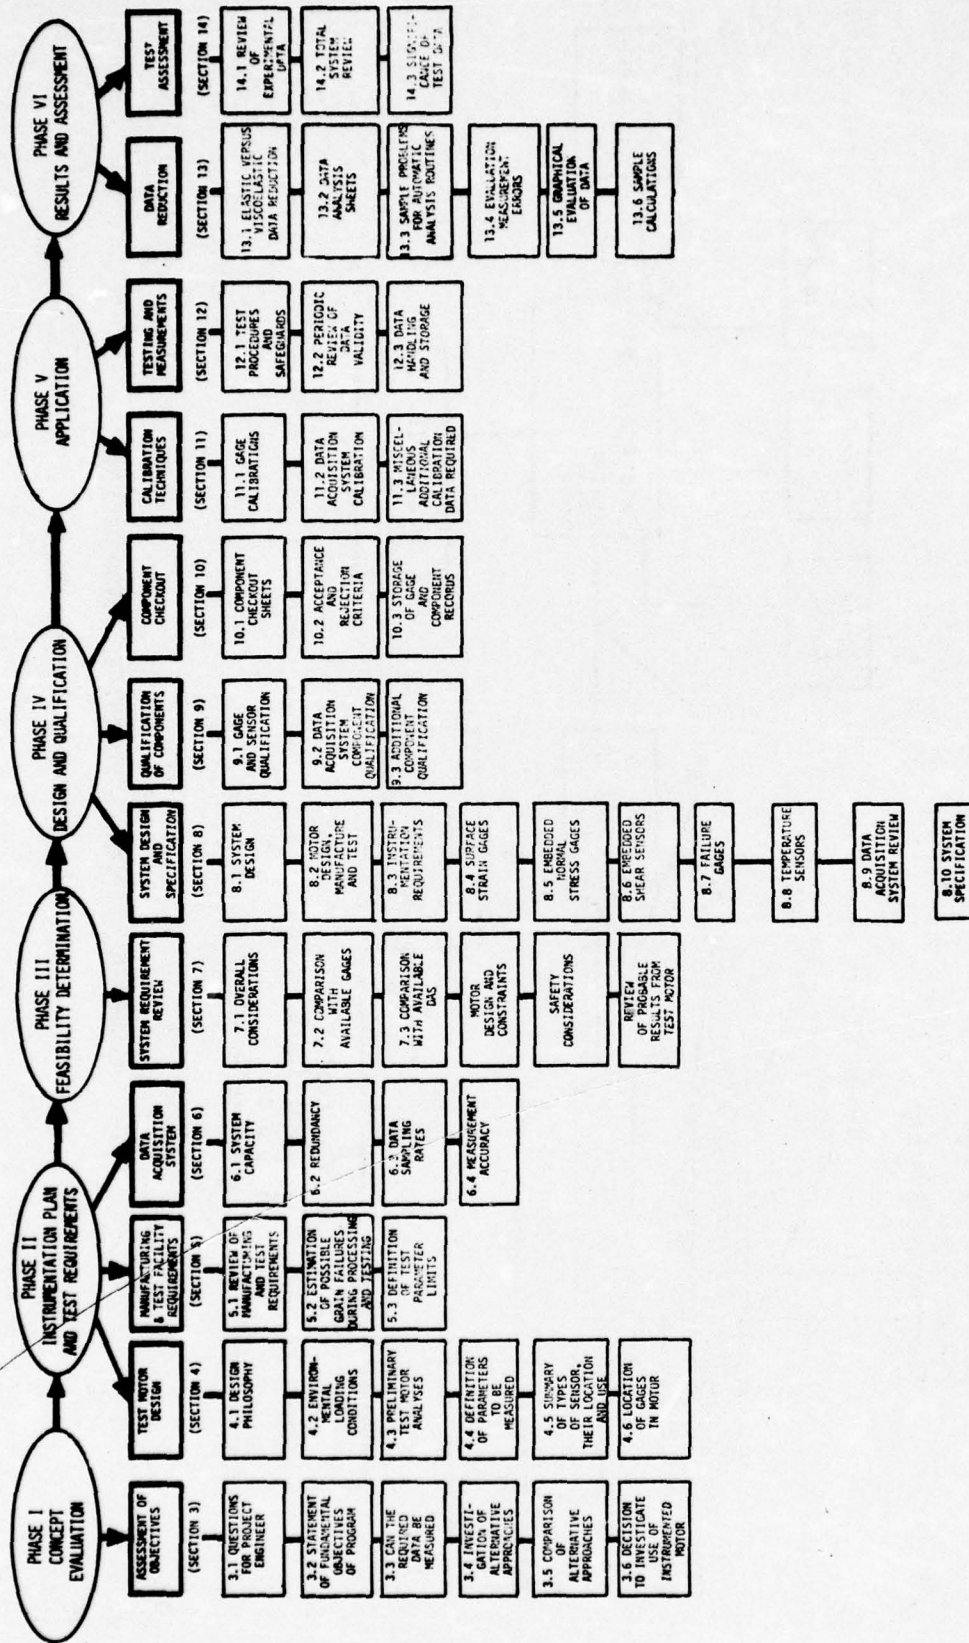 PHASE I
CONCEPT
EVALUATION
PHASE II
INSTRUMENTATION PLAN
AND TEST REQUIREMENTS
PHASE III
FEASIBILITY DETERMINATION
PHASE IV
DESIGN AND QUALIFICATION
PHASE V
APPLICATION
PHASE VI
RESULTS AND ASSESSMENT
ASSESSMENT OF
OBJECTIVES
(SECTION 3)
3.1 QUESTIONS
FOR PROJECT
ENGINEER
3.2 STATEMENT
OF FUNDAMENTAL
OBJECTIVES
OF PROGRAM
3.3 CAN THE
REQUIRED
DATA BE
MEASURED
3.4 INVESTI-
GATION OF
ALTERNATIVE
APPROACHES
3.5 COMPARISON
OF
ALTERNATIVE
APPROACHES
3.6 DECISION
TO INVESTIGATE
USE OF
INSTRUMENTED
MOTOR
TEST MOTOR
DESIGN
(SECTION 4)
4.1 DESIGN
PHILOSOPHY
4.2 ENVIRON-
MENTAL
LOADING
CONDITIONS
4.3 PRELIMINARY
TEST MOTOR
ANALYSES
4.4 DEFINITION
OF PARAMETERS
TO BE
MEASURED
4.5 SUMMARY
OF TYPES
OF SENSOR,
THEIR LOCATION
AND USE
4.6 LOCATION
OF GAGES
IN MOTOR
MANUFACTURING
& TEST FACILITY
REQUIREMENTS
(SECTION 5)
5.1 REVIEW OF
MANUFACTURING
AND TEST
REQUIREMENTS
5.2 ESTIMATION
OF POSSIBLE
GRAIN FAILURES
DURING PROCESSING
AND TESTING
5.3 DEFINITION
OF TEST
PARAMETER
LIMITS
DATA
ACQUISITION
SYSTEM
(SECTION 6)
6.1 SYSTEM
CAPACITY
6.2 REDUNDANCY
6.3 DATA
SAMPLING
RATES
6.4 MEASUREMENT
ACCURACY
SYSTEM REQUIREMENT
REVIEW
(SECTION 7)
7.1 OVERALL
CONSIDERATIONS
7.2 COMPARISON
WITH
AVAILABLE GAGES
7.3 COMPARISON
WITH AVAILABLE
DAS
MOTOR
DESIGN AND
CONSTRAINTS
SAFETY
CONSIDERATIONS
REVIEW
OF PROBABLE
RESULTS FROM
TEST MOTOR
SYSTEM DESIGN
AND
SPECIFICATION
(SECTION 8)
8.1 SYSTEM
DESIGN
8.2 MOTOR
DESIGN,
MANUFACTURE
AND TEST
8.3 INSTRU-
MENTATION
REQUIREMENTS
8.4 SURFACE
STRAIN GAGES
8.5 EMBEDDED
NORMAL
STRESS GAGES
8.6 EMBEDDED
SHEAR SENSORS
8.7 FAILURE
GAGES
8.8 TEMPERATURE
SENSORS
8.9 DATA
ACQUISITION
SYSTEM REVIEW
8.10 SYSTEM
SPECIFICATION
QUALIFICATION
OF COMPONENTS
(SECTION 9)
9.1 GAGE
AND SENSOR
QUALIFICATION
9.2 DATA
ACQUISITION
SYSTEM
COMPONENT
QUALIFICATION
9.3 ADDITIONAL
COMPONENT
QUALIFICATION
COMPONENT
CHECKOUT
(SECTION 10)
10.1 COMPONENT
CHECKOUT
SHEETS
10.2 ACCEPTANCE
AND
REJECTION
CRITERIA
10.3 STORAGE
OF GAGE
AND
COMPONENT
RECORDS
CALIBRATION
TECHNIQUES
(SECTION 11)
11.1 GAGE
CALIBRATIONS
11.2 DATA
ACQUISITION
SYSTEM
CALIBRATION
11.3 MISCEL-
LANEOUS
ADDITIONAL
CALIBRATION
DATA REQUIRED
TESTING AND
MEASUREMENTS
(SECTION 12)
12.1 TEST
PROCEDURES
AND
SAFEGUARDS
12.2 PERIODIC
REVIEW OF
DATA
VALIDITY
12.3 DATA
HANDLING
AND STORAGE
DATA
REDUCTION
(SECTION 13)
13.1 ELASTIC VERSUS
VISCOELASTIC
DATA REDUCTION
13.2 DATA
ANALYSIS
SHEETS
13.3 SAMPLE PROBLEMS
FOR AUTOMATIC
ANALYSIS ROUTINES
13.4 EVALUATION
MEASUREMENT
ERRORS
13.5 GRAPHICAL
EVALUATION
OF DATA
13.6 SAMPLE
CALCULATIONS
TEST
ASSESSMENT
(SECTION 14)
14.1 REVIEW
OF
EXPERIMENTAL
DATA
14.2 TOTAL
SYSTEM
REVIEW
14.3 SIGNIFI-
CANCE OF
TEST DATA